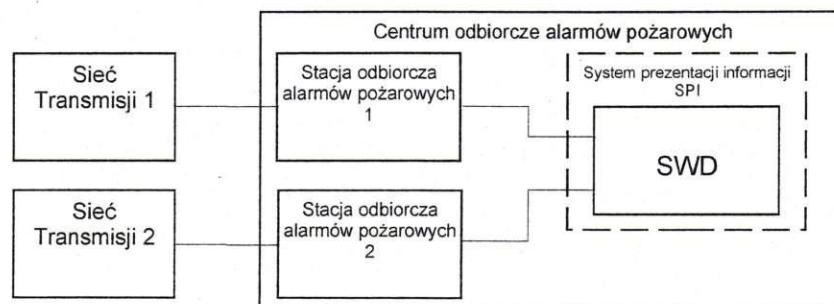 Centrum odbiorcze alarmów pożarowych
Sieć
Transmisji 1
Stacja odbiorcza
alarmów pożarowych
1
System prezentacji informacji
SPI
SWD
Sieć
Transmisji 2
Stacja odbiorcza
alarmów pożarowych
2